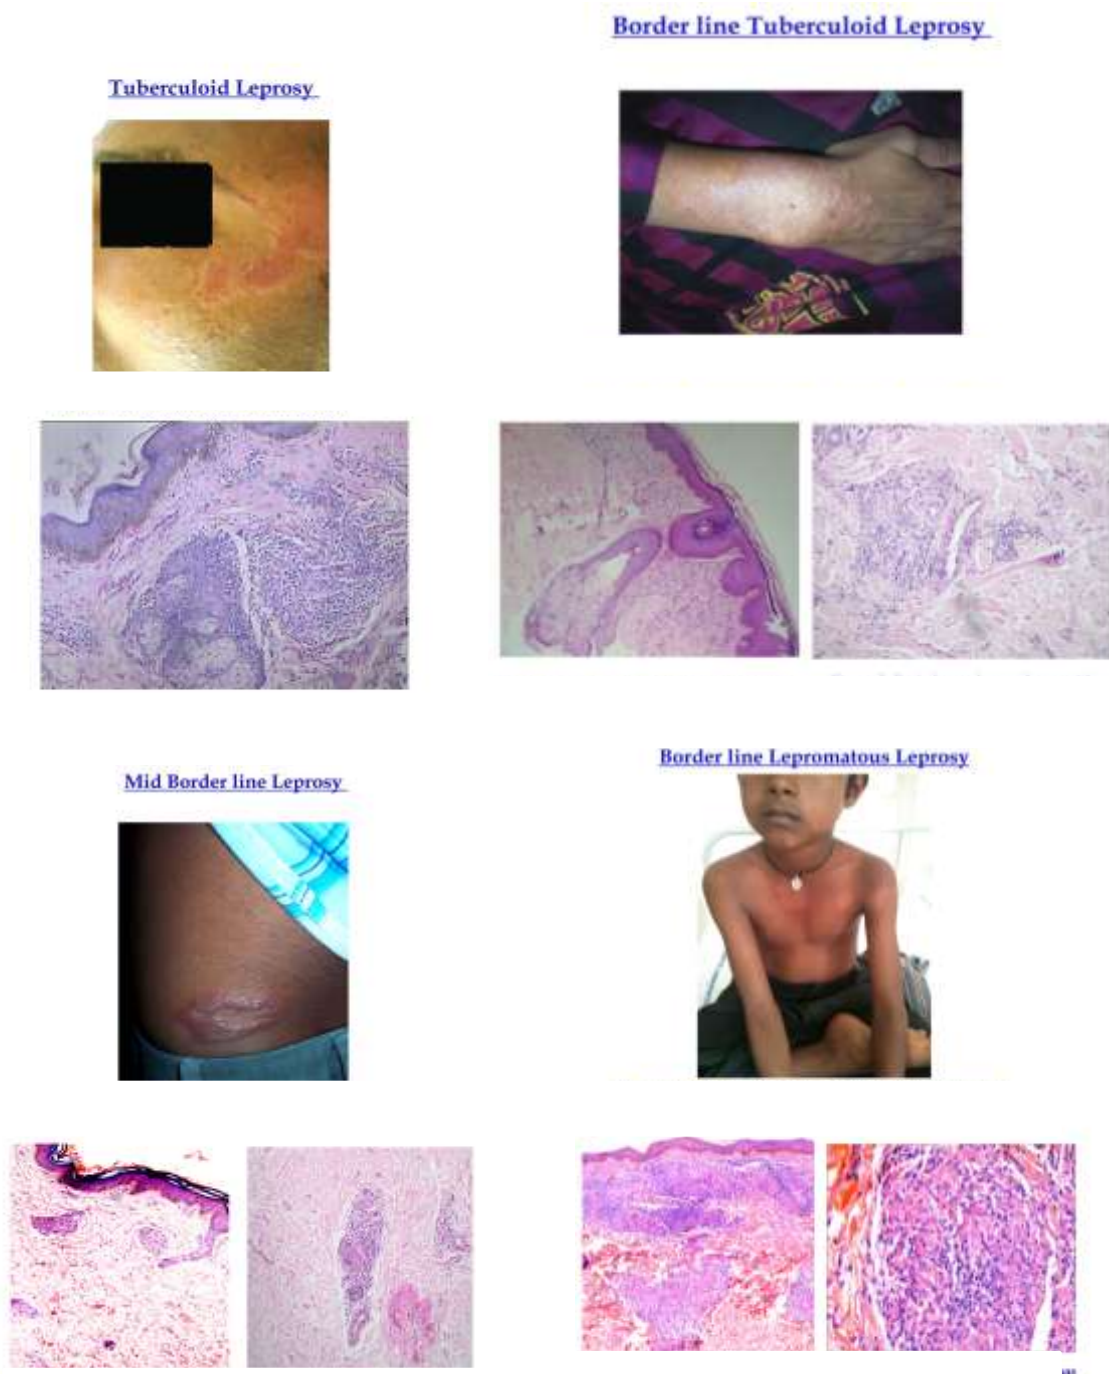 Border line Tuberculoid Leprosy
Tuberculoid Leprosy
Border line Lepromatous Leprosy
Mid Border line Leprosy